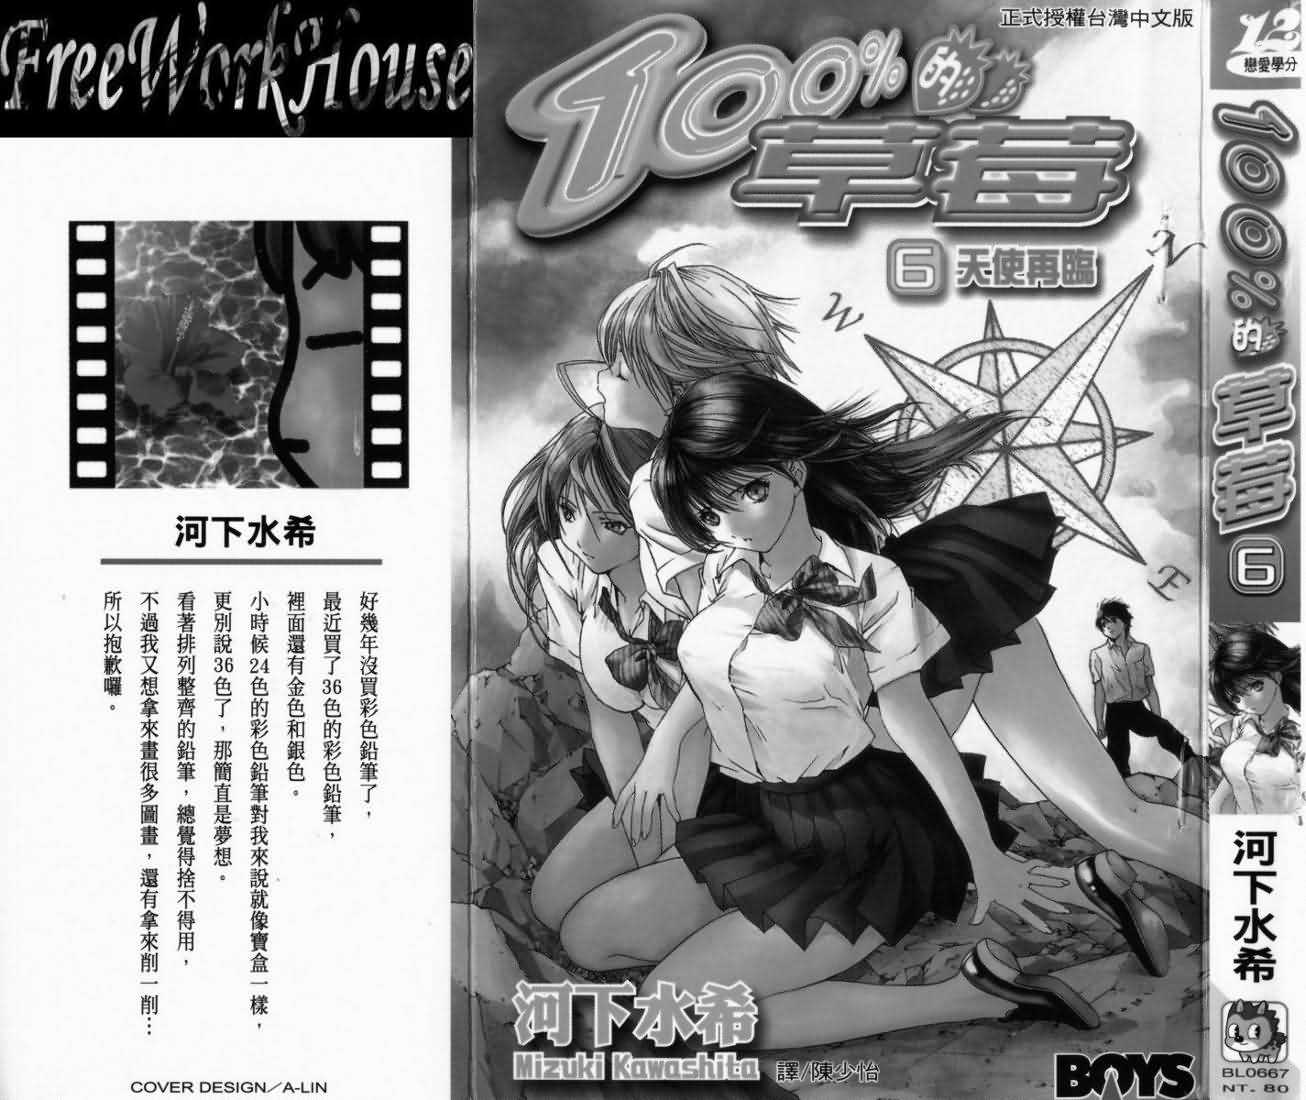 FreeWorkHouse
河下水希
好幾年沒買彩色鉛筆了，
最近買了36色的彩色鉛筆，
裡面還有金色和銀色。
小時候24色的彩色鉛筆對我來說就像寶盒一樣，
更別說36色了，那簡直是夢想。
看著排列整齊的鉛筆，總覺得捨不得用，
不過我又想拿來畫很多圖畫，還有拿來削一削…
所以抱歉囉。
COVER DESIGN／A-LIN
正式授權台灣中文版
100%的
草莓
6 天使再臨
N
W
E
河下水希
Mizuki Kawashita 譯/陳少怡
BOYS
戀愛學分
100%的草莓 6
河下水希
BL0667
NT. 80